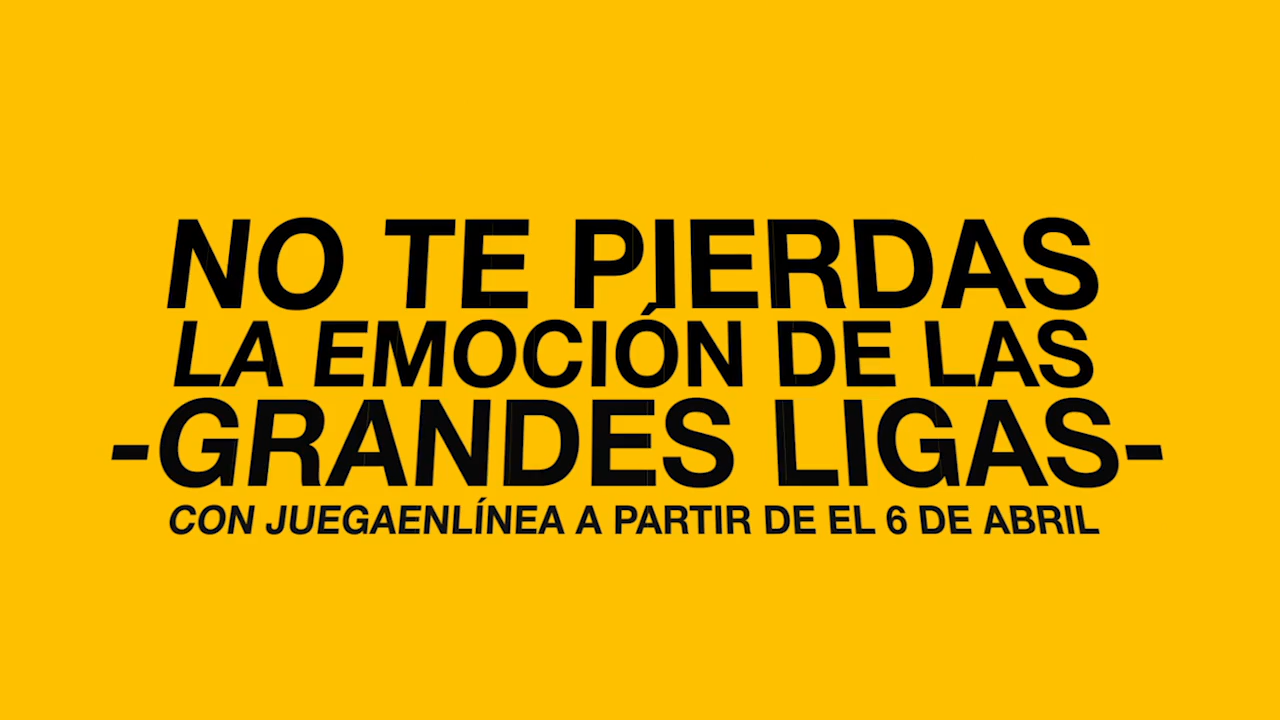 NO TE PIERDAS
LA EMOCIÓN DE LAS
-GRANDES LIGAS-
CON JUEGAENLÍNEA A PARTIR DE EL 6 DE ABRIL